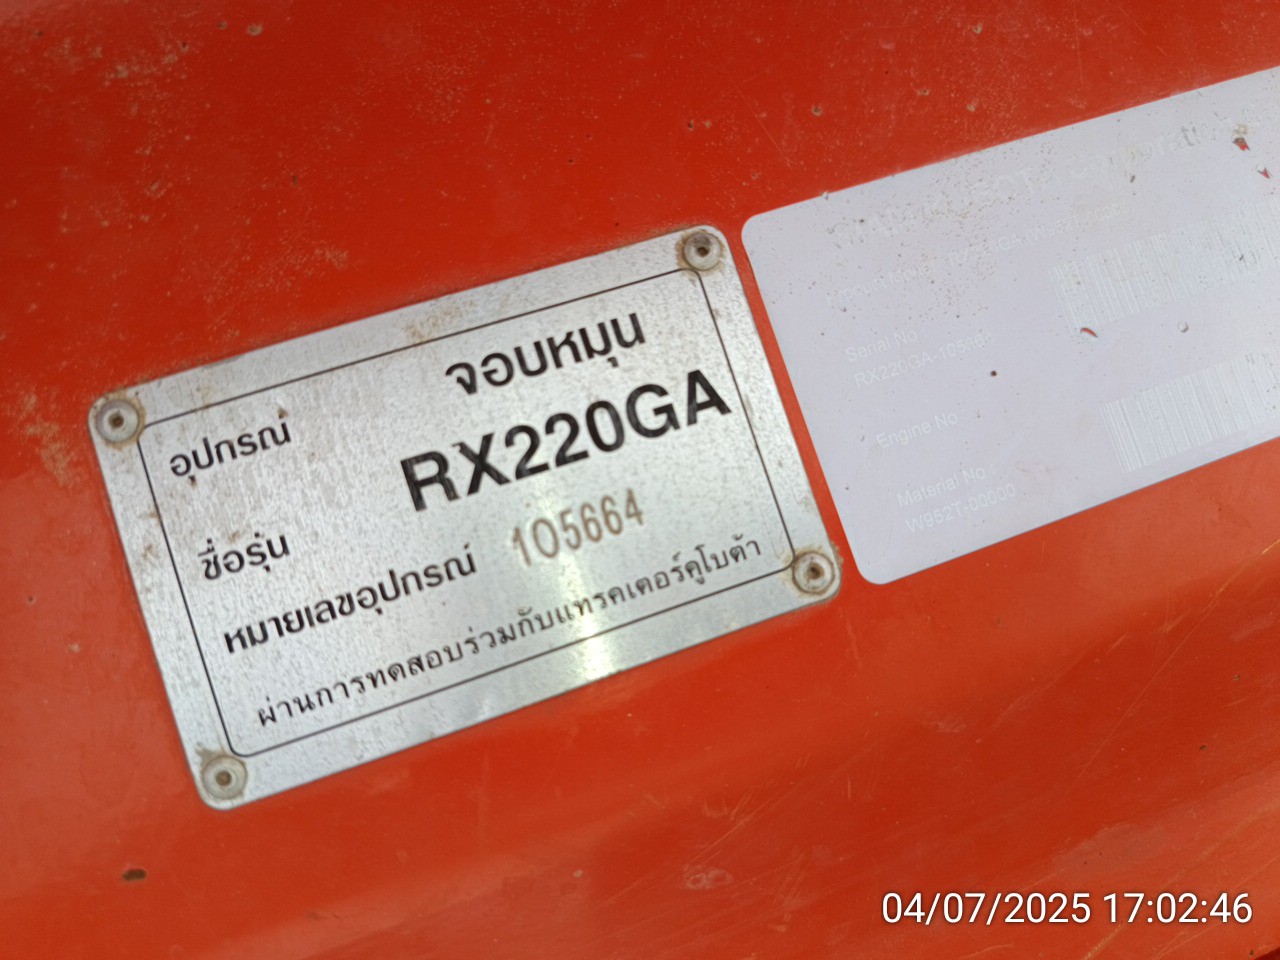 อุปกรณ์ จอบหมุน
ชื่อรุ่น RX220GA
หมายเลขอุปกรณ์ 105664
ผ่านการทดสอบร่วมกับแทรคเตอร์คูโบต้า
Serial No
RX220GA
Engine No
Material No
W952T-00000
04/07/2025 17:02:46